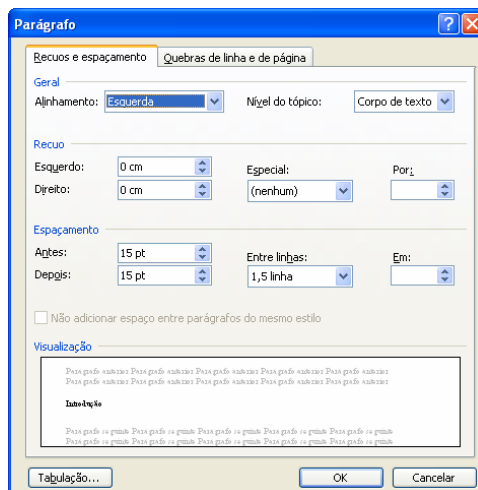 Parágrafo
Recuos e espaçamento Quebras de linha e de página
Geral
Alinhamento: Esquerda Nível do tópico: Corpo de texto
Recuo
Esquerdo: 0 cm Especial: Por:
Direito: 0 cm (nenhum)
Espaçamento
Antes: 15 pt Entre linhas: Em:
Depois: 15 pt 1,5 linha
Não adicionar espaço entre parágrafos do mesmo estilo
Visualização
Introdução
Tabulação... OK Cancelar